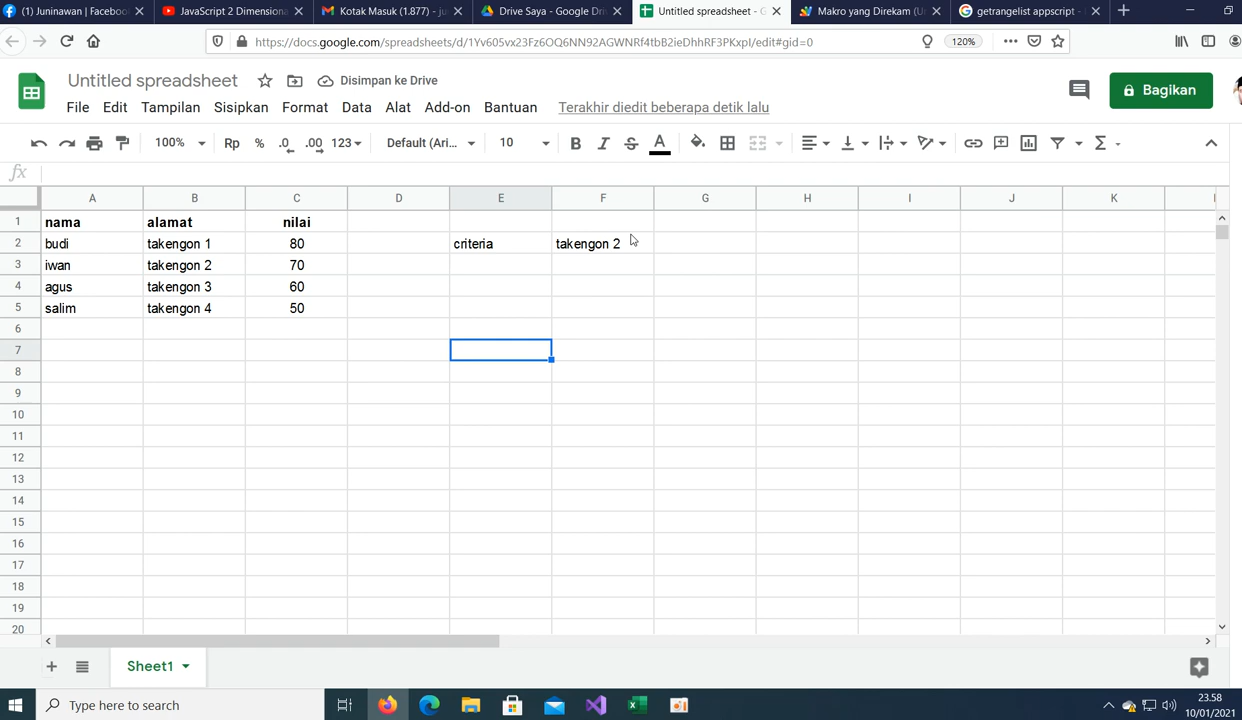 (1) Juninawan | Facebook
JavaScript 2 Dimensiona
Kotak Masuk (1.877) - ju
Drive Saya - Google Dri
Untitled spreadsheet - G
Makro yang Direkam (U
getrangelist appscript -
https://docs.google.com/spreadsheets/d/1Yv605vx23Fz6OQ6NN92AGWNRf4tbB2ieDhhRF3PKxpI/edit#gid=0
120%
Untitled spreadsheet
Disimpan ke Drive
File Edit Tampilan Sisipkan Format Data Alat Add-on Bantuan Terakhir diedit beberapa detik lalu
Bagikan
100% Rp % .0 .00 123 Default (Ari... 10 B I S A Σ
fx
A B C D E F G H I J K
1 nama alamat nilai
2 budi takengon 1 80 criteria takengon 2
3 iwan takengon 2 70
4 agus takengon 3 60
5 salim takengon 4 50
6
7
8
9
10
11
12
13
14
15
16
17
18
19
20
Sheet1
Type here to search
23.58
10/01/2021